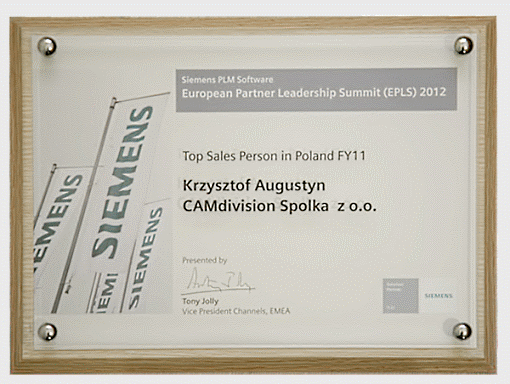 Siemens PLM Software
European Partner Leadership Summit (EPLS) 2012
Top Sales Person in Poland FY11
Krzysztof Augustyn
CAMdivision Spolka z o.o.
Presented by
Tony Jolly
Vice President Channels, EMEA
SIEMENS
SIEMENS
SIEMENS
SIEMENS
SIEMENS